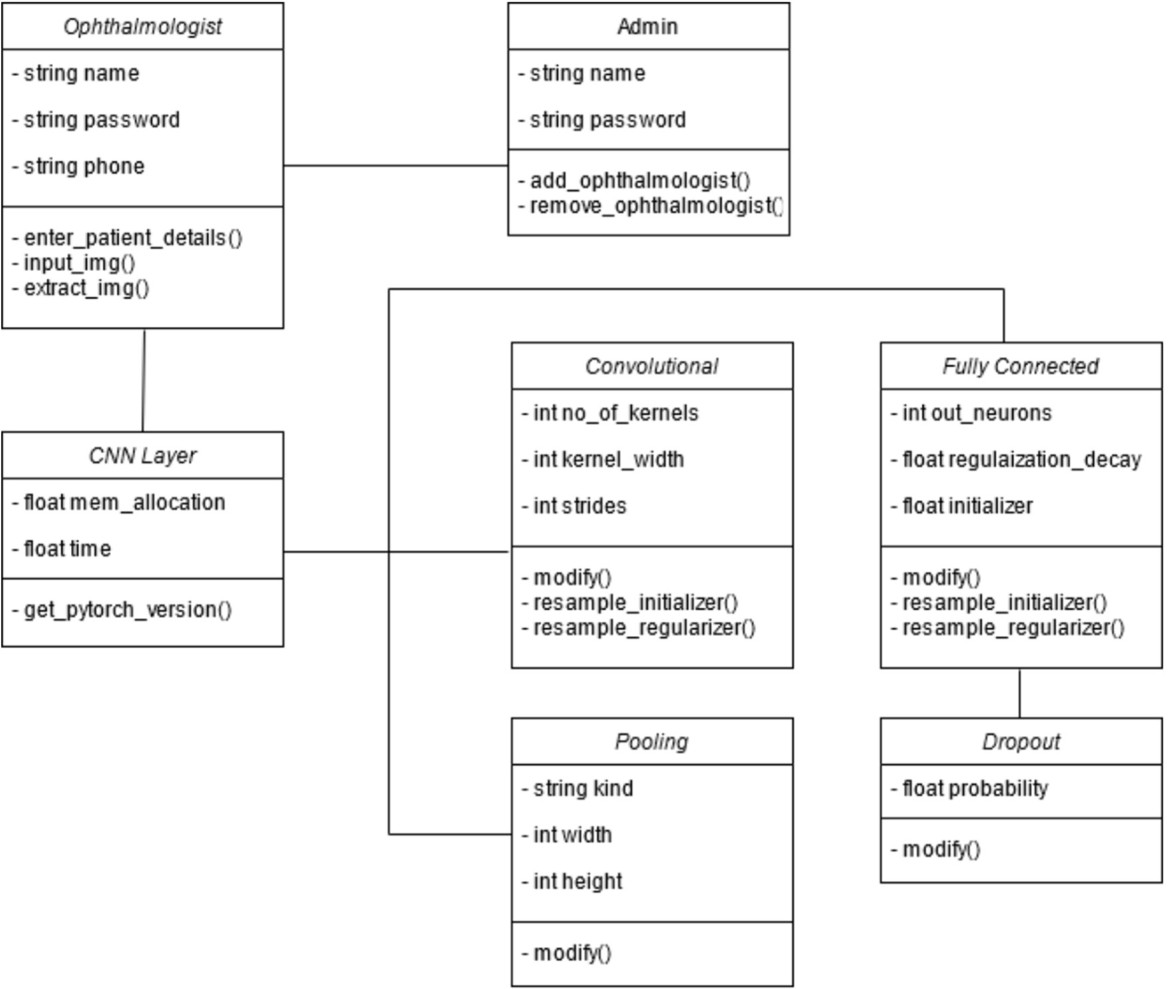 Ophthalmologist
- string name
- string password
- string phone
- enter_patient_details()
- input_img()
- extract_img()
Admin
- string name
- string password
- add_ophthalmologist()
- remove_ophthalmologist()
CNN Layer
- float mem_allocation
- float time
- get_pytorch_version()
Convolutional
- int no_of_kernels
- int kernel_width
- int strides
- modify()
- resample_initializer()
- resample_regularizer()
Fully Connected
- int out_neurons
- float regulaization_decay
- float initializer
- modify()
- resample_initializer()
- resample_regularizer()
Pooling
- string kind
- int width
- int height
- modify()
Dropout
- float probability
- modify()